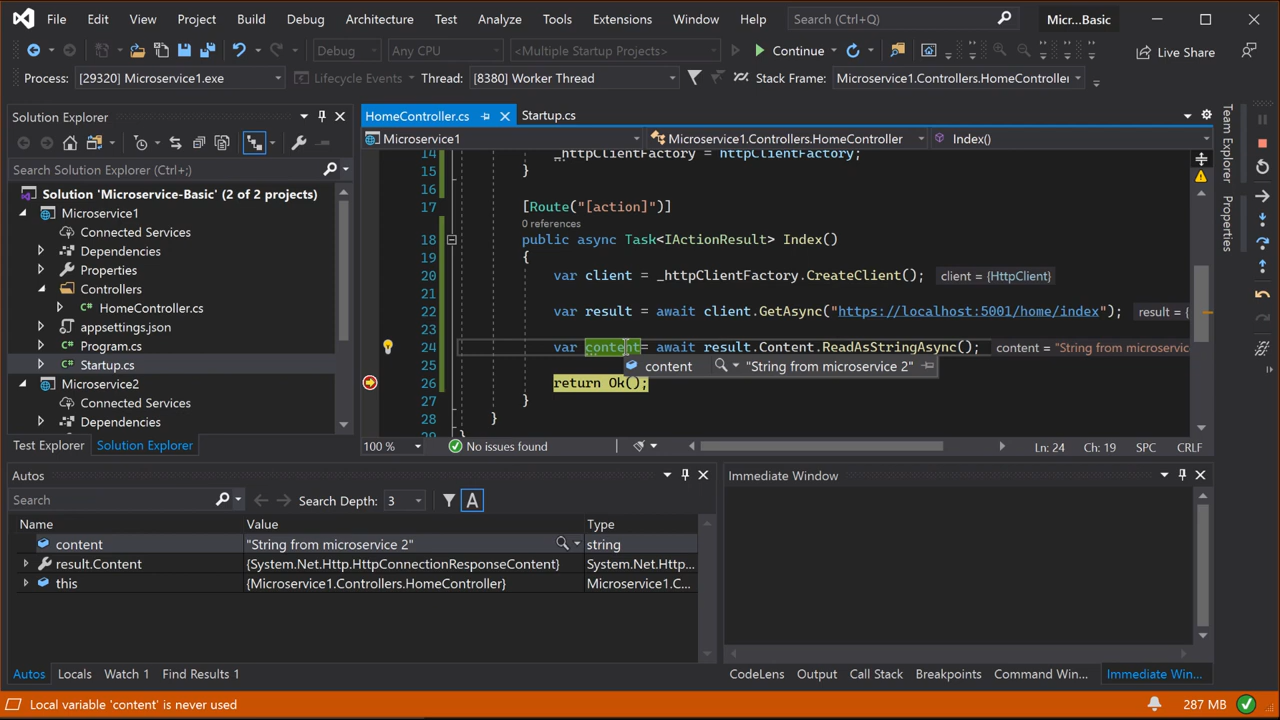 File Edit View Project Build Debug Architecture Test Analyze Tools Extensions Window Help Search (Ctrl+Q) Micr...Basic
Debug Any CPU <Multiple Startup Projects> Continue Live Share
Process: [29320] Microservice1.exe Lifecycle Events Thread: [8380] Worker Thread Stack Frame: Microservice1.Controllers.HomeController
Solution Explorer
Search Solution Explorer (Ctrl+;)
Solution 'Microservice-Basic' (2 of 2 projects)
Microservice1
Connected Services
Dependencies
Properties
Controllers
HomeController.cs
appsettings.json
Program.cs
Startup.cs
Microservice2
Connected Services
Dependencies
Test Explorer Solution Explorer
HomeController.cs Startup.cs
Microservice1 Microservice1.Controllers.HomeController Index()
14 _httpClientFactory = httpClientFactory;
15 }
16
17 [Route("[action]")]
0 references
18 public async Task<IActionResult> Index()
19 {
20 var client = _httpClientFactory.CreateClient(); client = {HttpClient}
21
22 var result = await client.GetAsync("https://localhost:5001/home/index"); result = {
23
24 var content= await result.Content.ReadAsStringAsync(); content = "String from microservic
content "String from microservice 2"
25
26 return Ok();
27 }
28 }
29 }
100 % No issues found Ln: 24 Ch: 19 SPC CRLF
Team Explorer
Properties
Autos
Search Search Depth: 3 A
Name Value Type
content "String from microservice 2" string
result.Content {System.Net.Http.HttpConnectionResponseContent} System.Net.Http...
this {Microservice1.Controllers.HomeController} Microservice1.C...
Autos Locals Watch 1 Find Results 1
Immediate Window
CodeLens Output Call Stack Breakpoints Command Win... Immediate Win...
Local variable 'content' is never used 287 MB